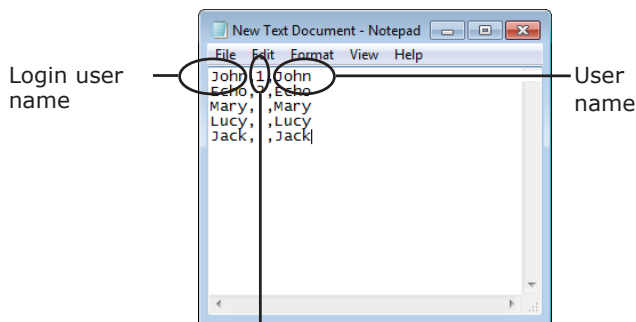 New Text Document - Notepad
File Edit Format View Help
John,1,John
Echo, ,Echo
Mary, ,Mary
Lucy, ,Lucy
Jack, ,Jack
Login user
name
User
name